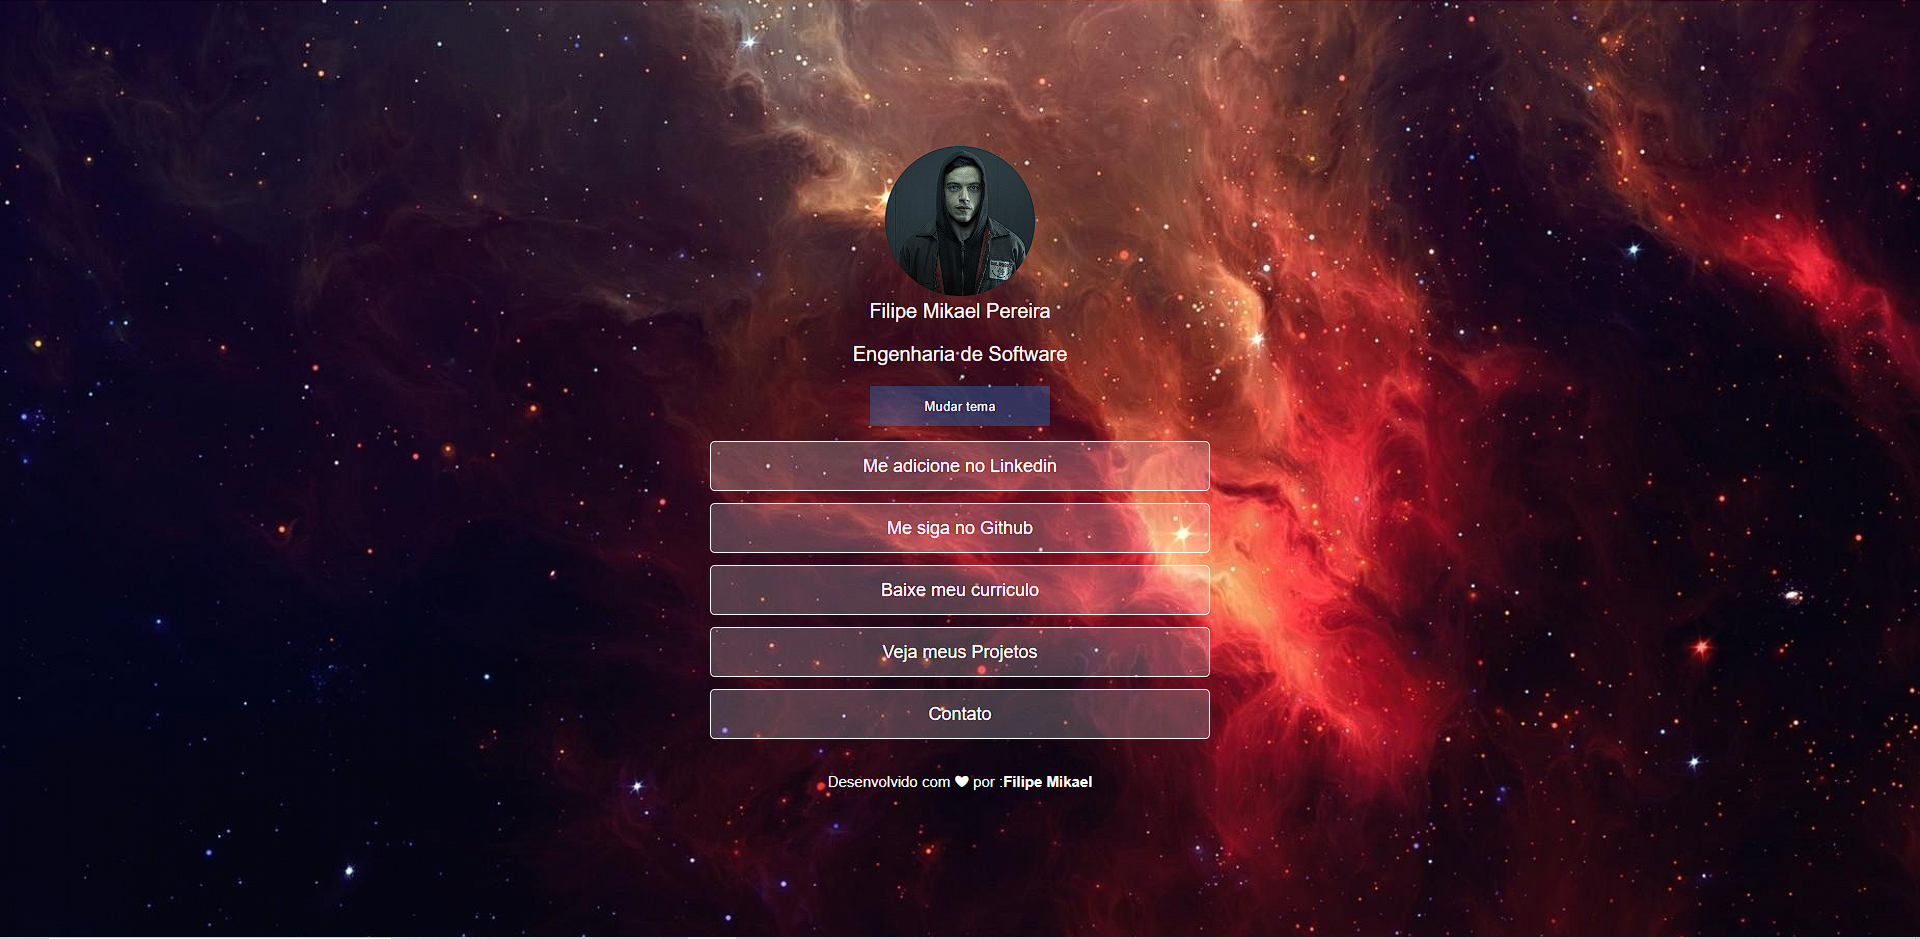 Filipe Mikael Pereira
Engenharia de Software
Mudar tema
Me adicione no Linkedin
Me siga no Github
Baixe meu curriculo
Veja meus Projetos
Contato
Desenvolvido com ❤ por :Filipe Mikael